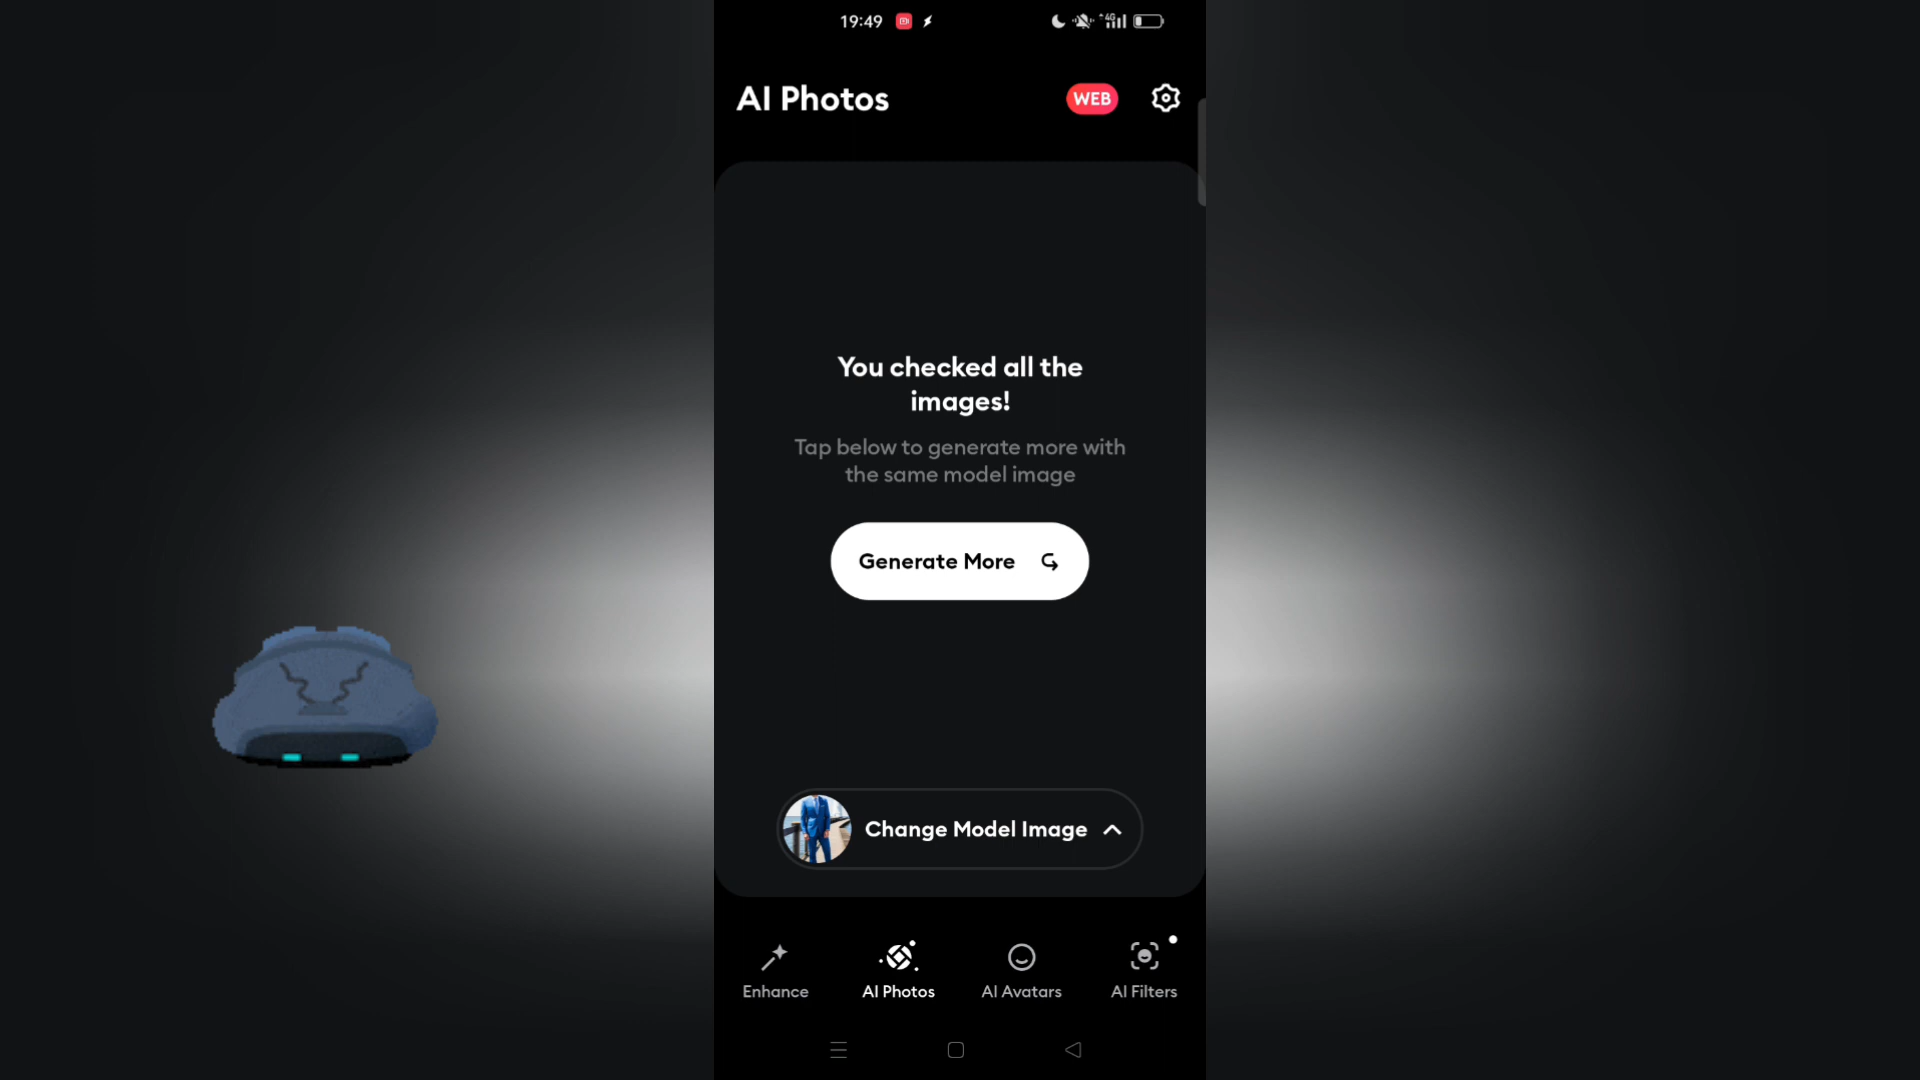 19:49
4G
AI Photos
WEB
You checked all the
images!
Tap below to generate more with
the same model image
Generate More
Change Model Image
Enhance
AI Photos
AI Avatars
AI Filters